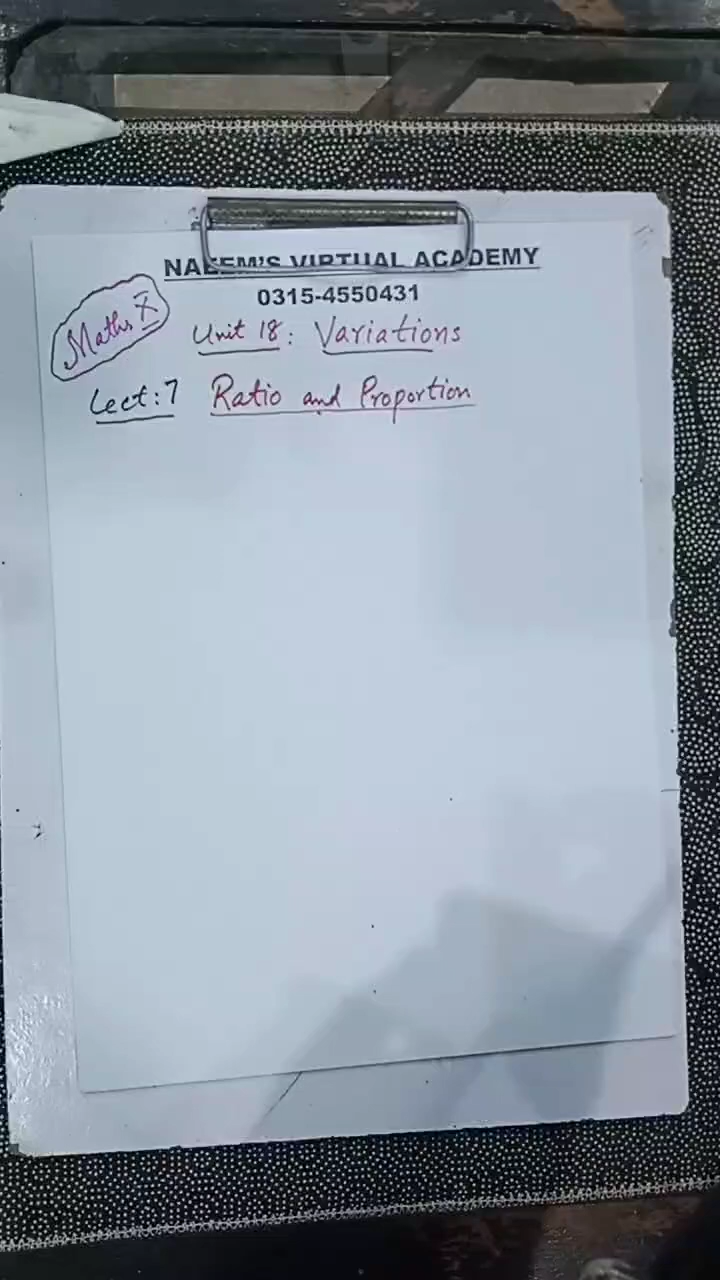 NAEEM'S VIRTUAL ACADEMY
0315-4550431
Maths X
Unit 18: Variations
Lect:7 Ratio and Proportion